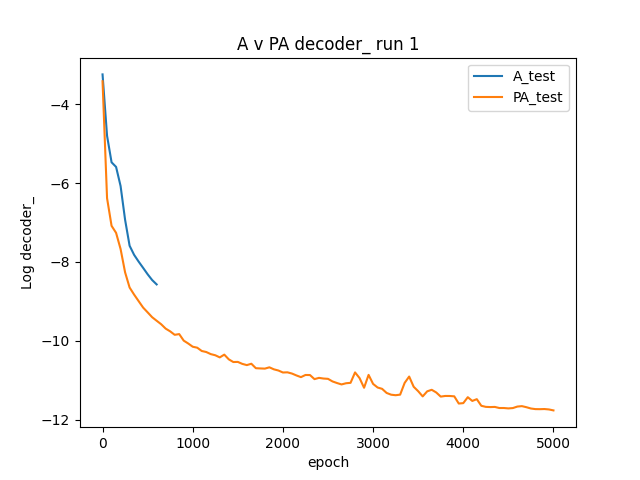 A v PA decoder_ run 1
A_test
PA_test
Log decoder_
−4
−6
−8
−10
−12
0
1000
2000
3000
4000
5000
epoch